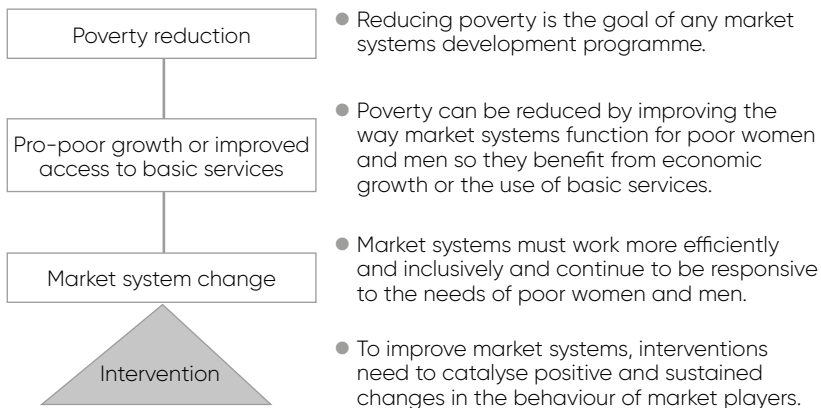 Poverty reduction
● Reducing poverty is the goal of any market
systems development programme.
Pro-poor growth or improved
access to basic services
● Poverty can be reduced by improving the
way market systems function for poor women
and men so they benefit from economic
growth or the use of basic services.
Market system change
● Market systems must work more efficiently
and inclusively and continue to be responsive
to the needs of poor women and men.
Intervention
● To improve market systems, interventions
need to catalyse positive and sustained
changes in the behaviour of market players.